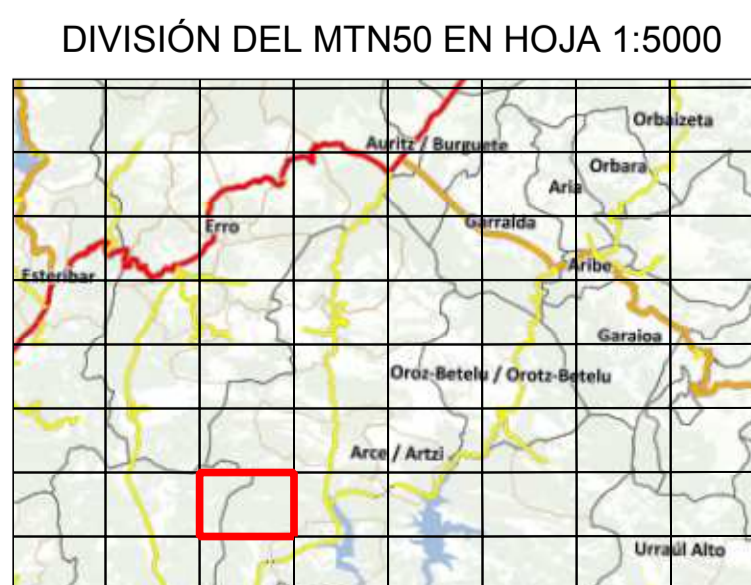 DIVISIÓN DEL MTN50 EN HOJA 1:5000
Orbaizeta
Auritz / Burguete
Orbara
Aria
Garralda
Erro
Aribe
Esteribar
Garaioa
Oroz-Betelu / Orotz-Betelu
Arce / Artzi
Urraúl Alto